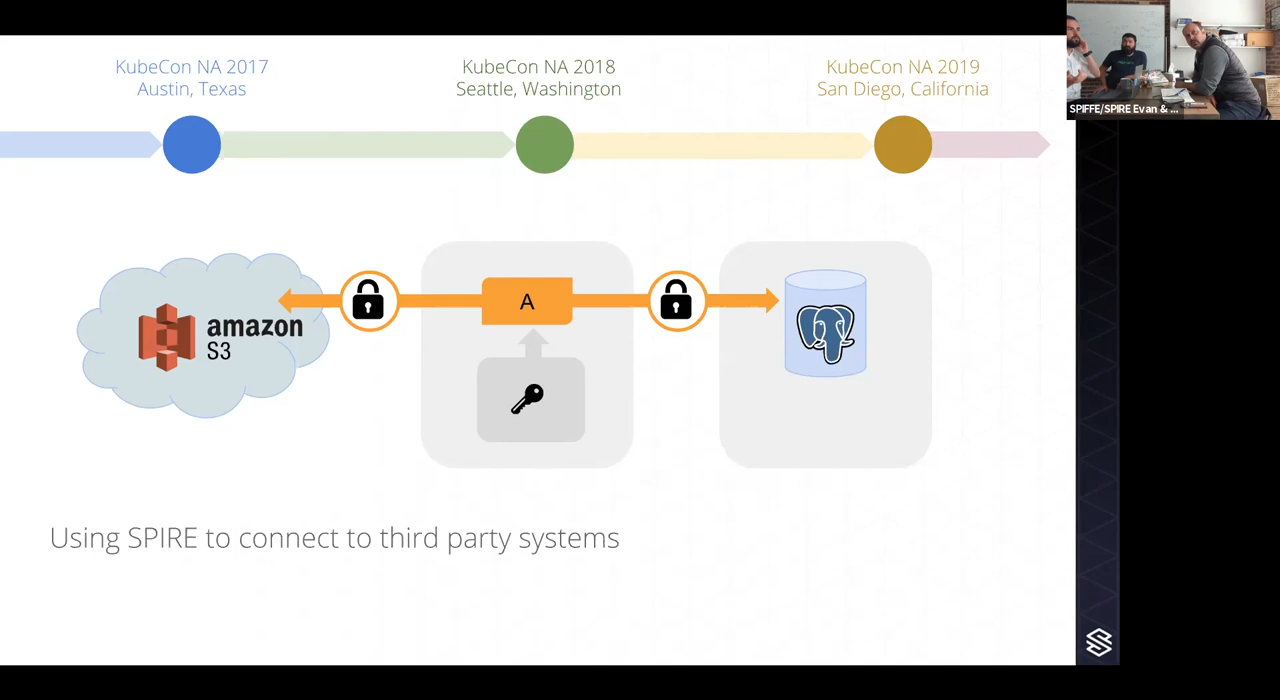 KubeCon NA 2017
Austin, Texas
KubeCon NA 2018
Seattle, Washington
KubeCon NA 2019
San Diego, California
SPIFFE/SPIRE Evan & ...
amazon
S3
A
Using SPIRE to connect to third party systems